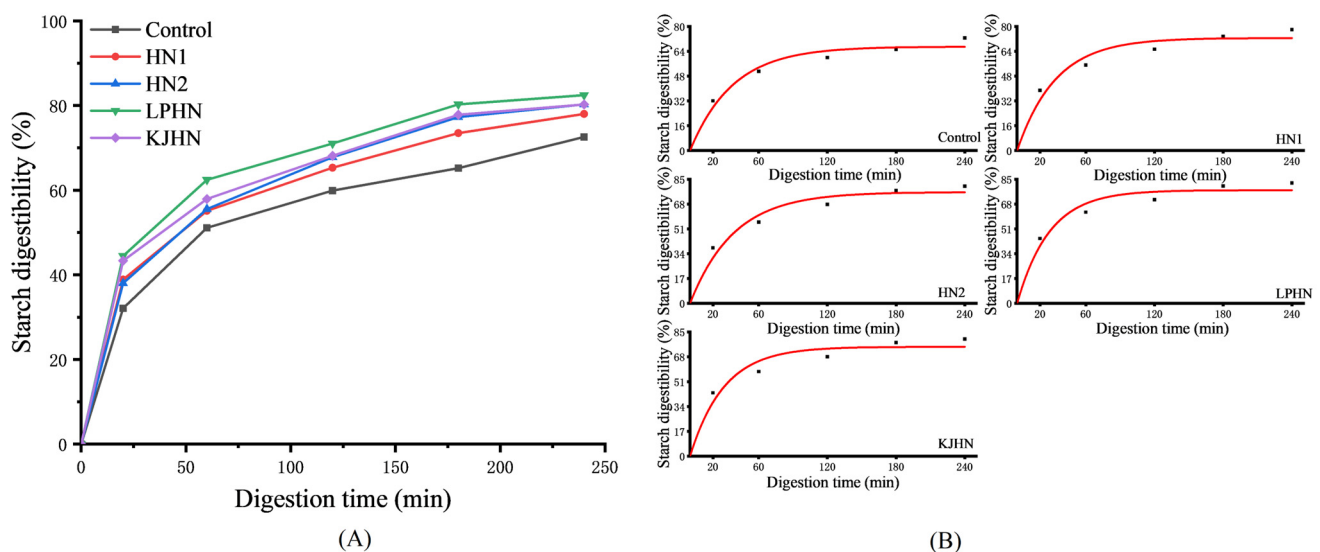 Control
HN1
HN2
LPHN
KJHN
Starch digestibility (%)
100
80
60
40
20
0
0 50 100 150 200 250
Digestion time (min)
(A)
Starch digestibility (%)
80
64
48
32
16
0
Control
20 60 120 180 240
Digestion time (min)
Starch digestibility (%)
80
64
48
32
16
0
HN1
20 60 120 180 240
Digestion time (min)
Starch digestibility (%)
85
68
51
34
17
0
HN2
20 60 120 180 240
Digestion time (min)
Starch digestibility (%)
85
68
51
34
17
0
LPHN
20 60 120 180 240
Digestion time (min)
Starch digestibility (%)
85
68
51
34
17
0
KJHN
20 60 120 180 240
Digestion time (min)
(B)